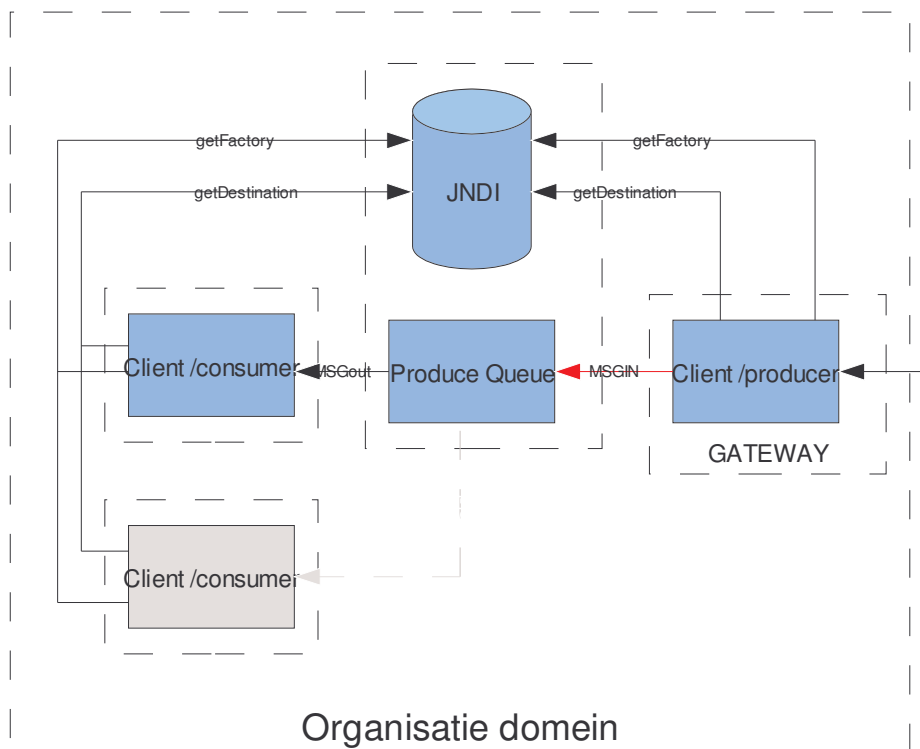 getFactory
getFactory
getDestination
JNDI
getDestination
Client /consumer
MSGout
Produce Queue
MSGIN
Client /producer
GATEWAY
Client /consumer
Organisatie domein